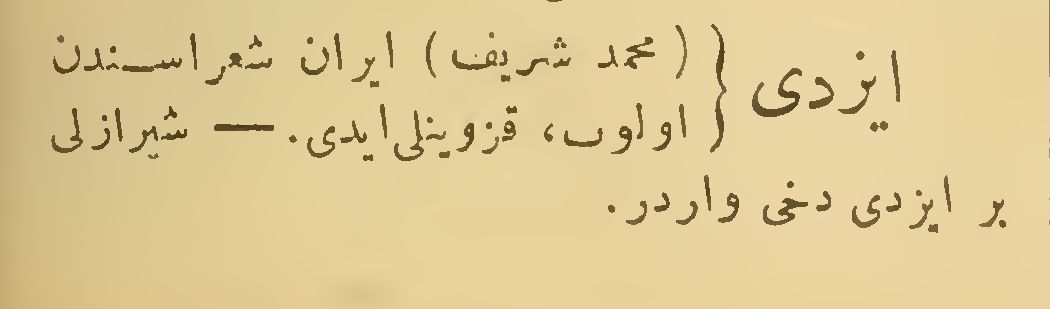 ایزدی { (محمد شریف) ایران شعراسندن
اولوب، قزوینلی ایدی. — شیرازلی
بر ایزدی دخی واردر.